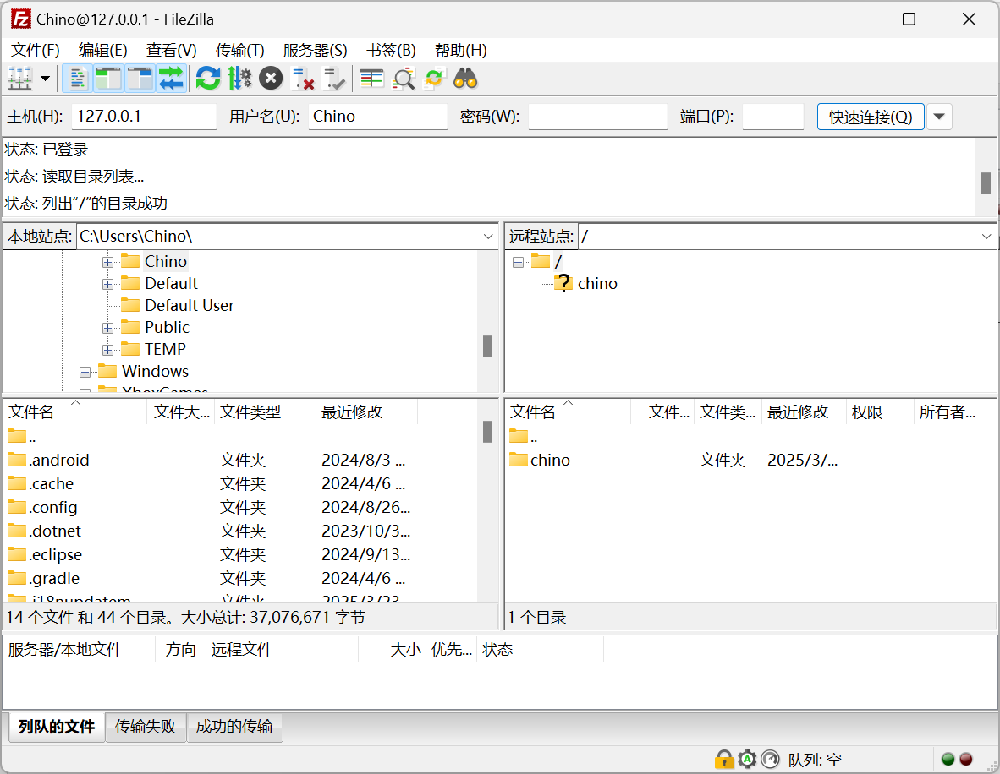 Chino@127.0.0.1 - FileZilla
文件(F) 编辑(E) 查看(V) 传输(T) 服务器(S) 书签(B) 帮助(H)
主机(H): 127.0.0.1 用户名(U): Chino 密码(W): 端口(P): 快速连接(Q)
状态: 已登录
状态: 读取目录列表...
状态: 列出“/”的目录成功
本地站点: C:\Users\Chino\
Chino
Default
Default User
Public
TEMP
Windows
XboxGames
远程站点: /
/
? chino
文件名 文件大... 文件类型 最近修改
..
.android 文件夹 2024/8/3 ...
.cache 文件夹 2024/4/6 ...
.config 文件夹 2024/8/26...
.dotnet 文件夹 2023/10/3...
.eclipse 文件夹 2024/9/13...
.gradle 文件夹 2024/4/6 ...
.i18nupdatem 文件夹 2025/3/23
14 个文件 和 44 个目录。大小总计: 37,076,671 字节
文件名 文件... 文件类... 最近修改 权限 所有者...
..
chino 文件夹 2025/3/...
1 个目录
服务器/本地文件 方向 远程文件 大小 优先... 状态
列队的文件 传输失败 成功的传输
队列: 空